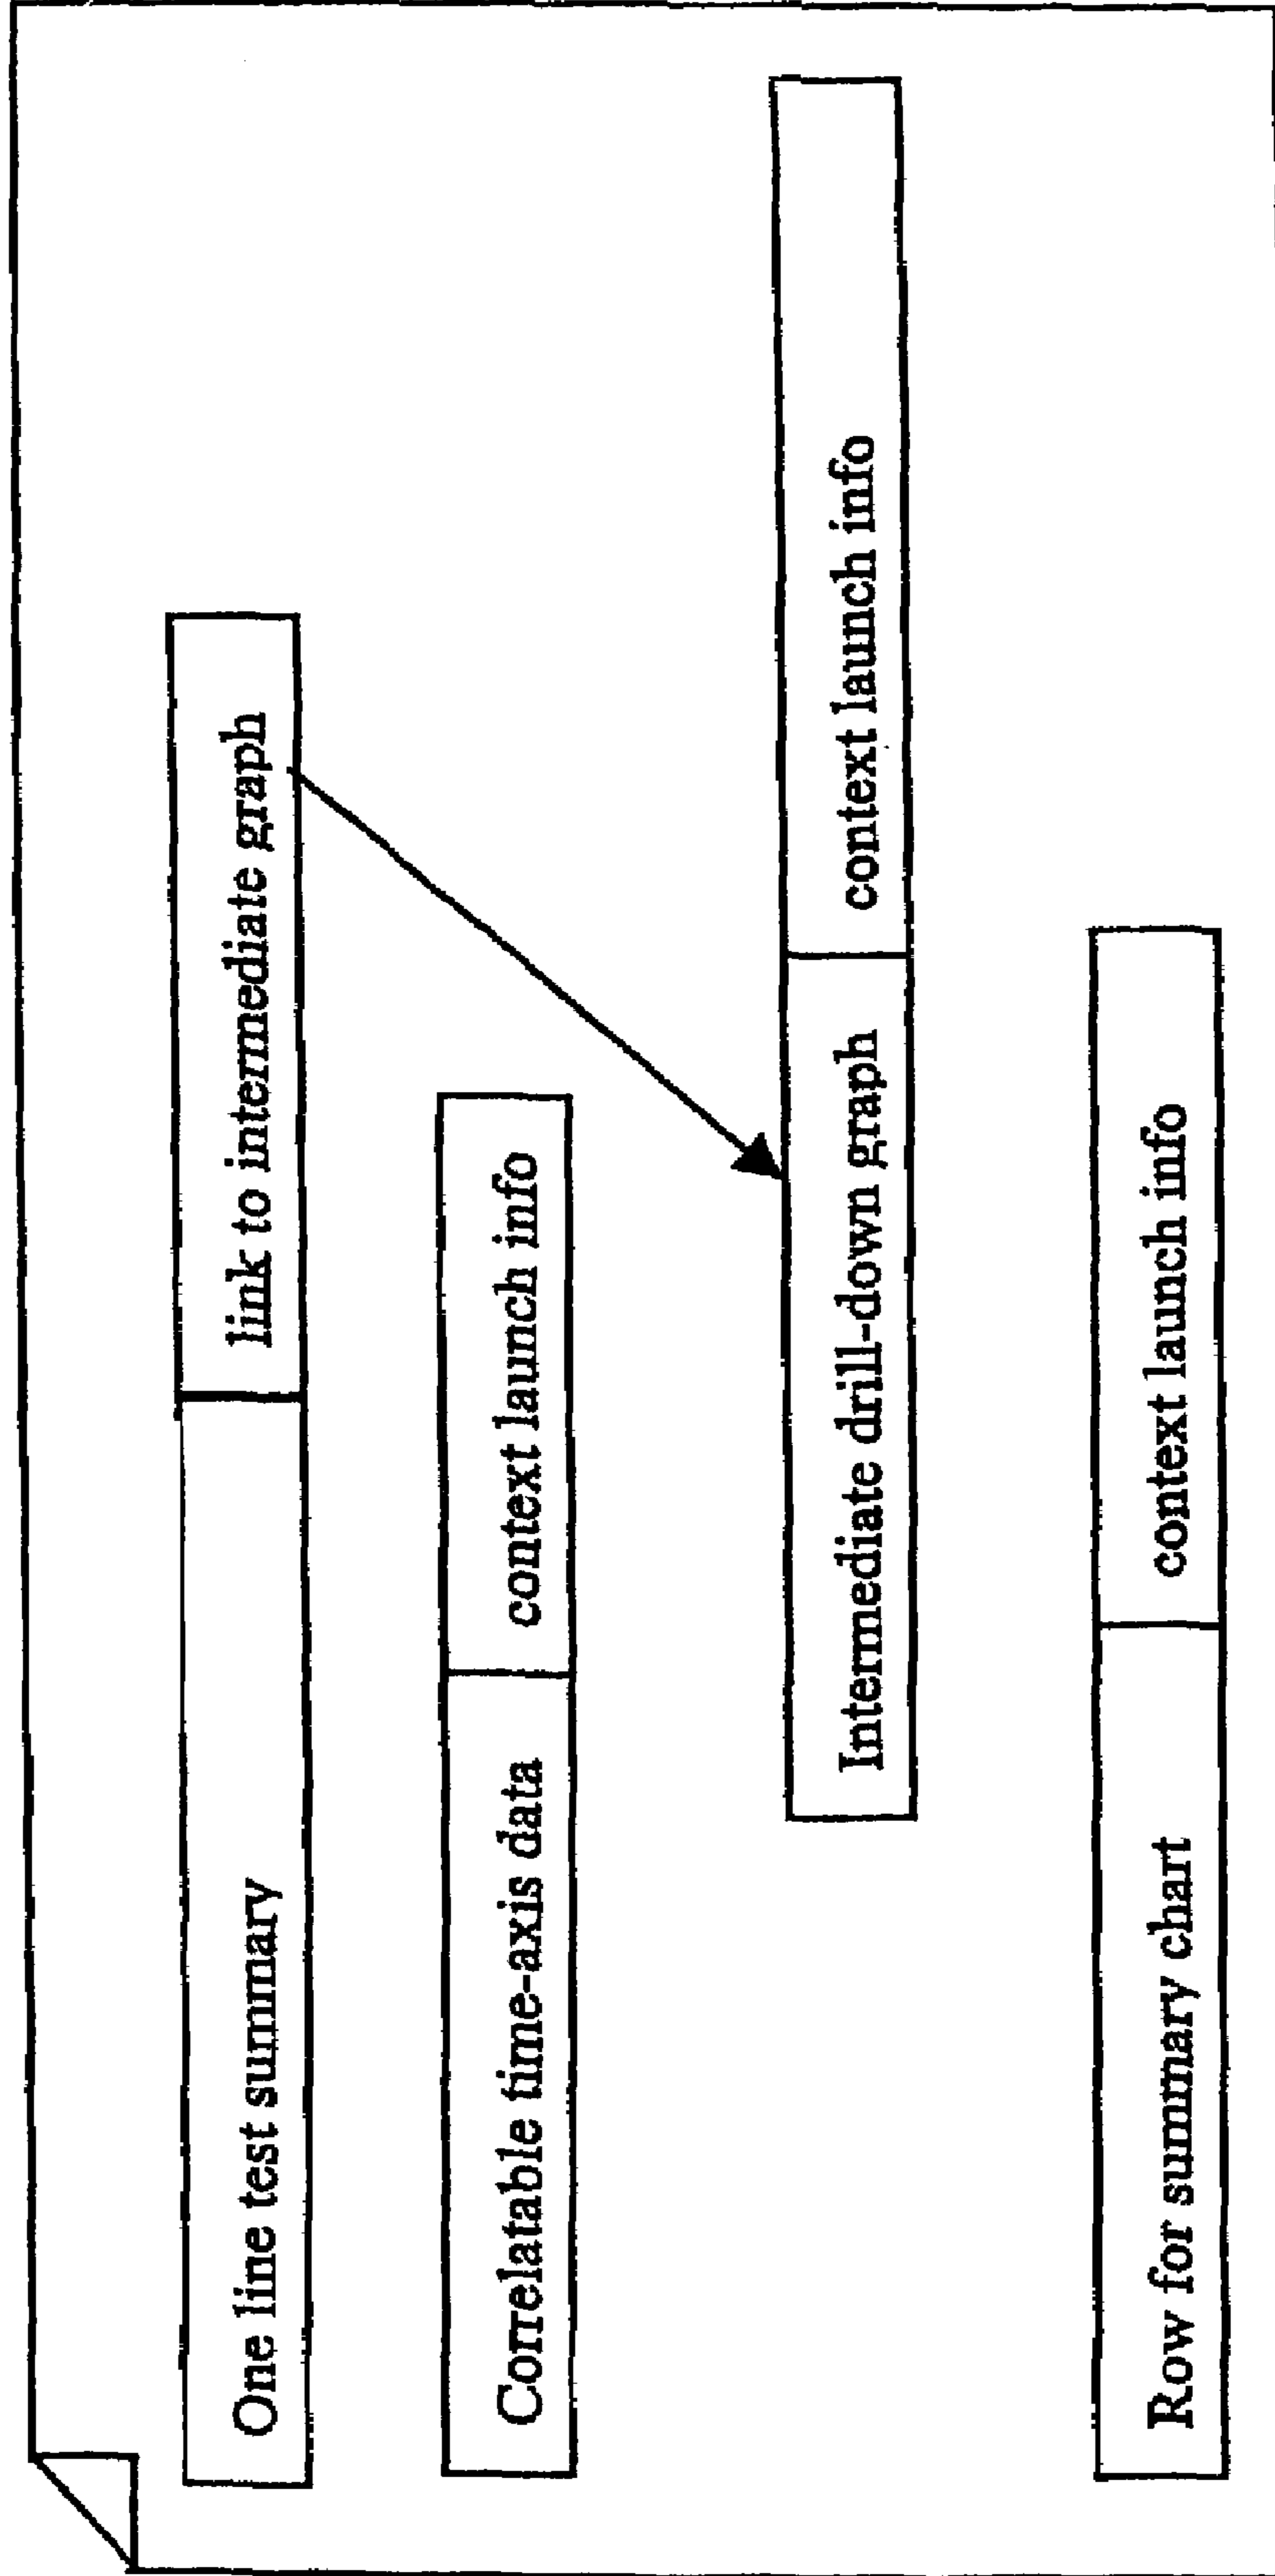 One line test summary
link to intermediate graph
Correlatable time-axis data
context launch info
Intermediate drill-down graph
context launch info
Row for summary chart
context launch info